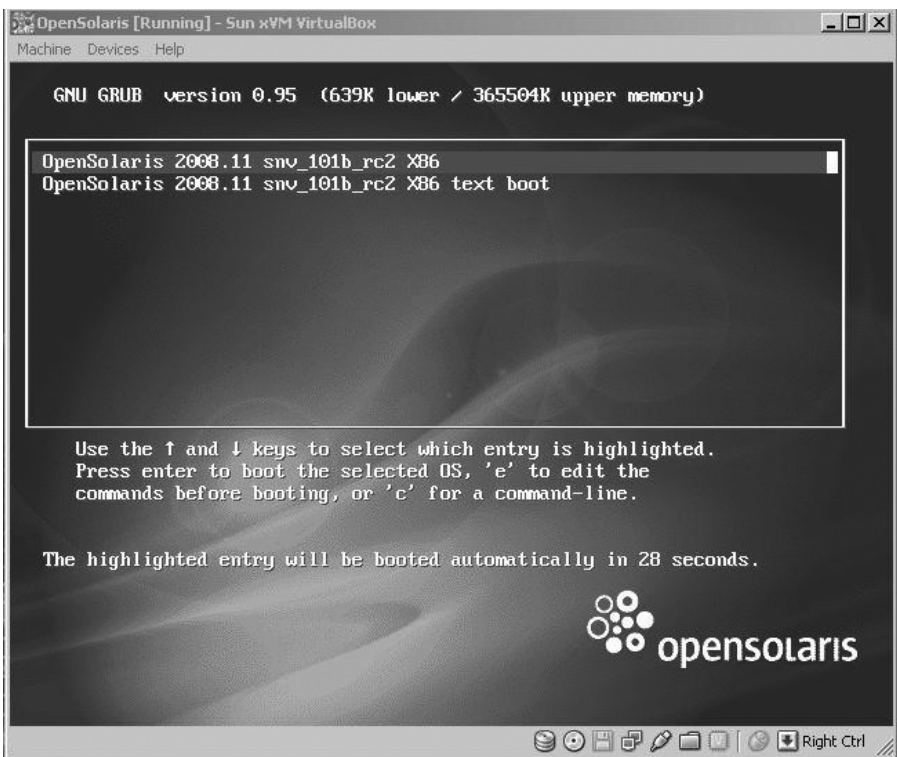 OpenSolaris [Running] - Sun xVM VirtualBox
Machine Devices Help
GNU GRUB version 0.95 (639K lower / 365504K upper memory)
OpenSolaris 2008.11 snv_101b_rc2 X86
OpenSolaris 2008.11 snv_101b_rc2 X86 text boot
Use the ↑ and ↓ keys to select which entry is highlighted.
Press enter to boot the selected OS, 'e' to edit the
commands before booting, or 'c' for a command-line.
The highlighted entry will be booted automatically in 28 seconds.
opensolaris
Right Ctrl